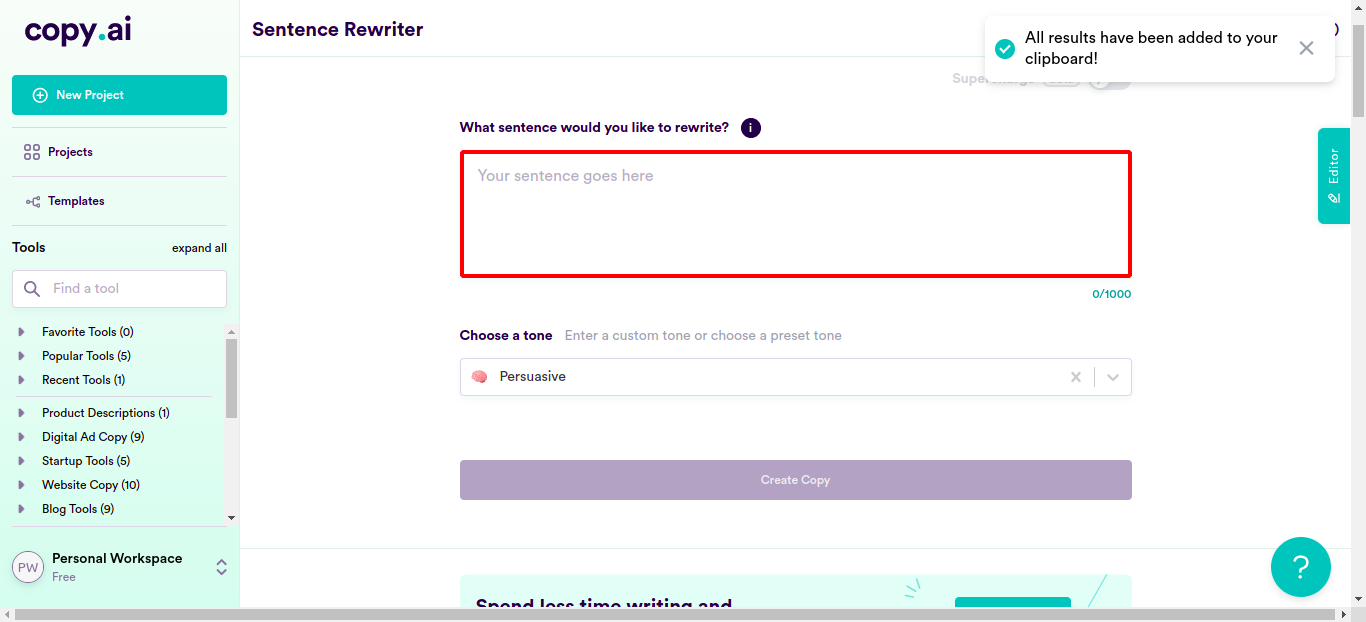 copy.ai
New Project
Projects
Templates
Tools
expand all
Find a tool
Favorite Tools (0)
Popular Tools (5)
Recent Tools (1)
Product Descriptions (1)
Digital Ad Copy (9)
Startup Tools (5)
Website Copy (10)
Blog Tools (9)
PW
Personal Workspace
Free
Sentence Rewriter
All results have been added to your
clipboard!
What sentence would you like to rewrite?
i
Your sentence goes here
0/1000
Choose a tone
Enter a custom tone or choose a preset tone
Persuasive
Create Copy
Spend less time writing and
Editor
?